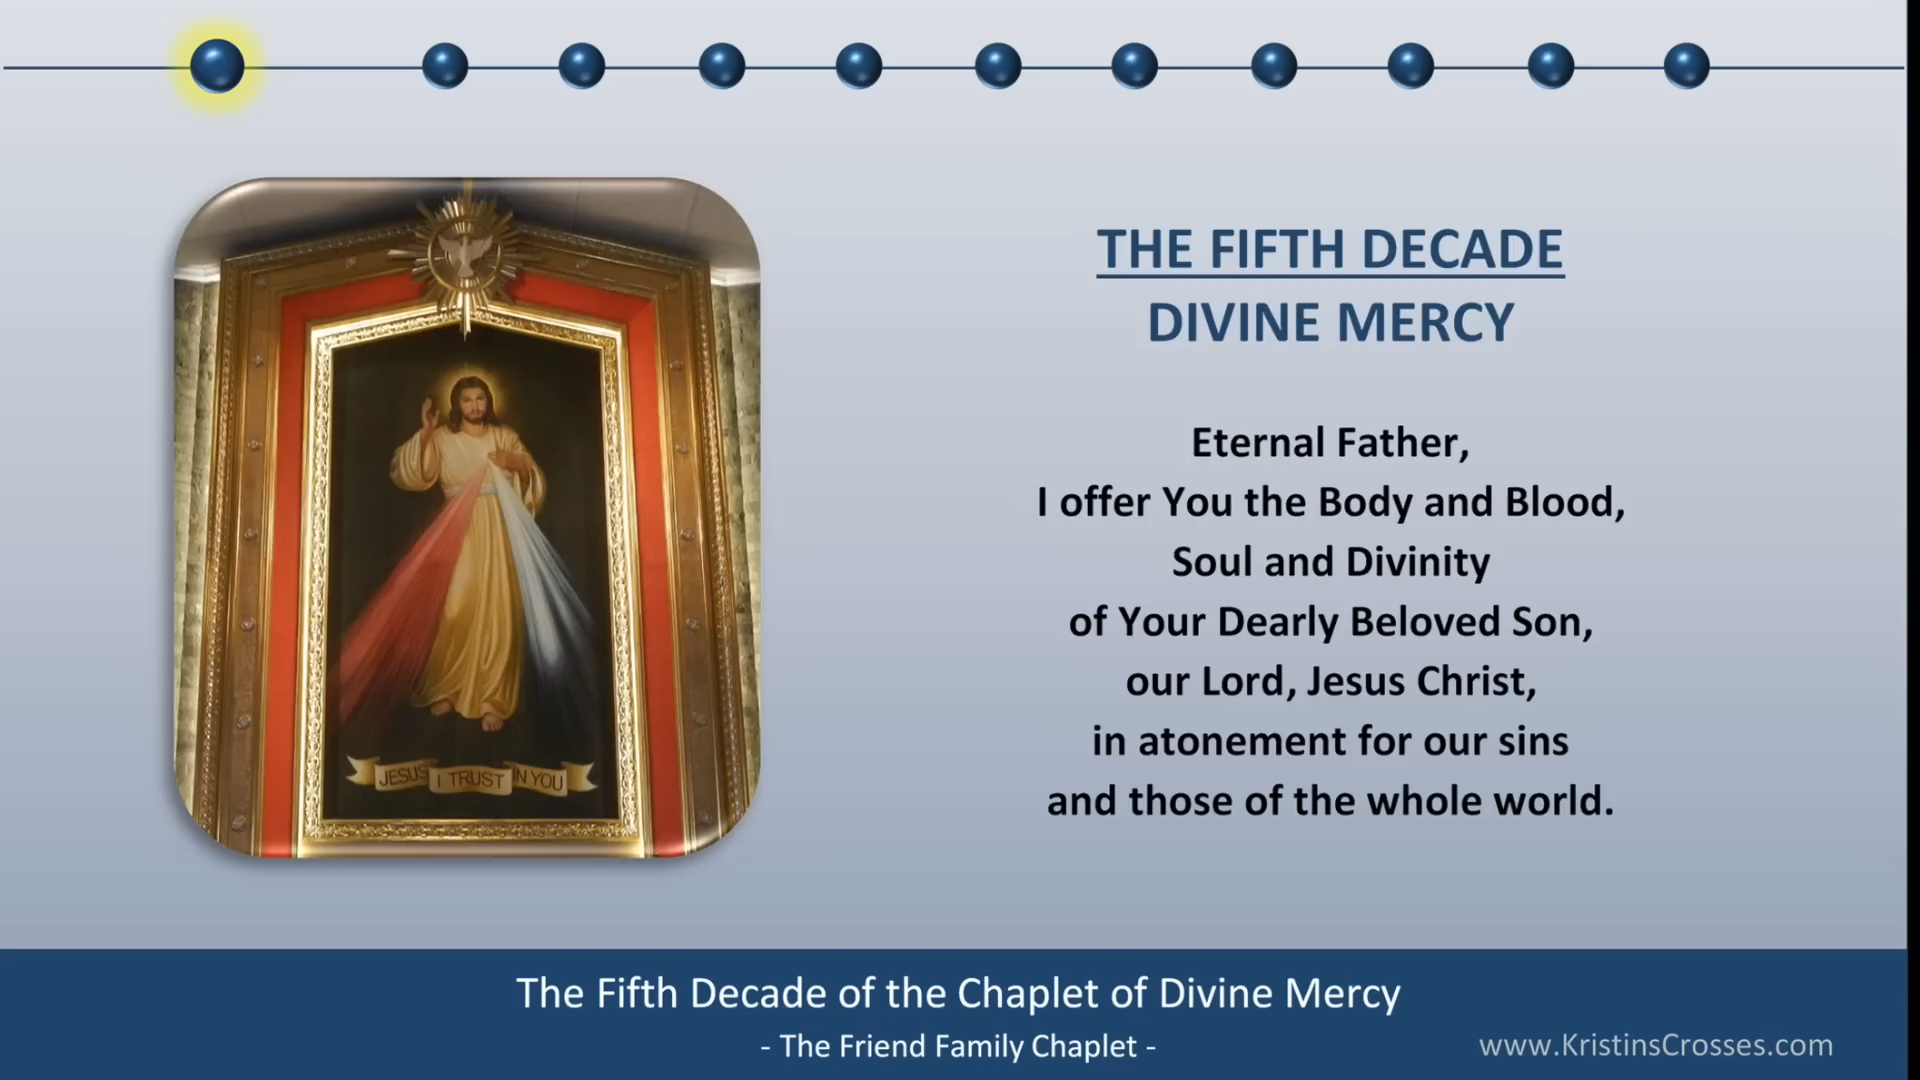 THE FIFTH DECADE
DIVINE MERCY
Eternal Father,
I offer You the Body and Blood,
Soul and Divinity
of Your Dearly Beloved Son,
our Lord, Jesus Christ,
in atonement for our sins
and those of the whole world.
JESUS I TRUST IN YOU
The Fifth Decade of the Chaplet of Divine Mercy
- The Friend Family Chaplet -
www.KristinsCrosses.com